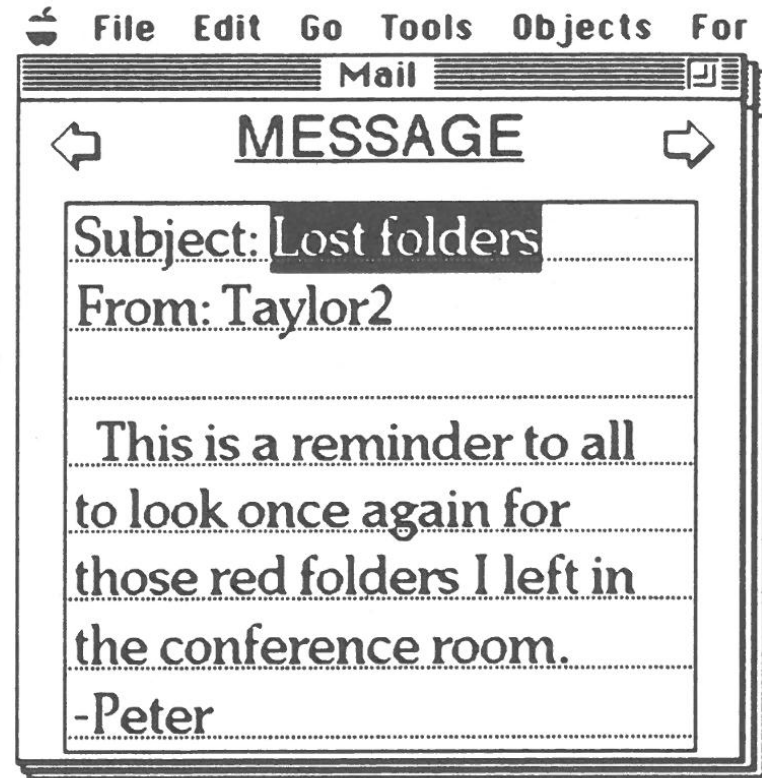 File Edit Go Tools Objects For
Mail
MESSAGE
Subject: Lost folders
From: Taylor2
This is a reminder to all
to look once again for
those red folders I left in
the conference room.
-Peter